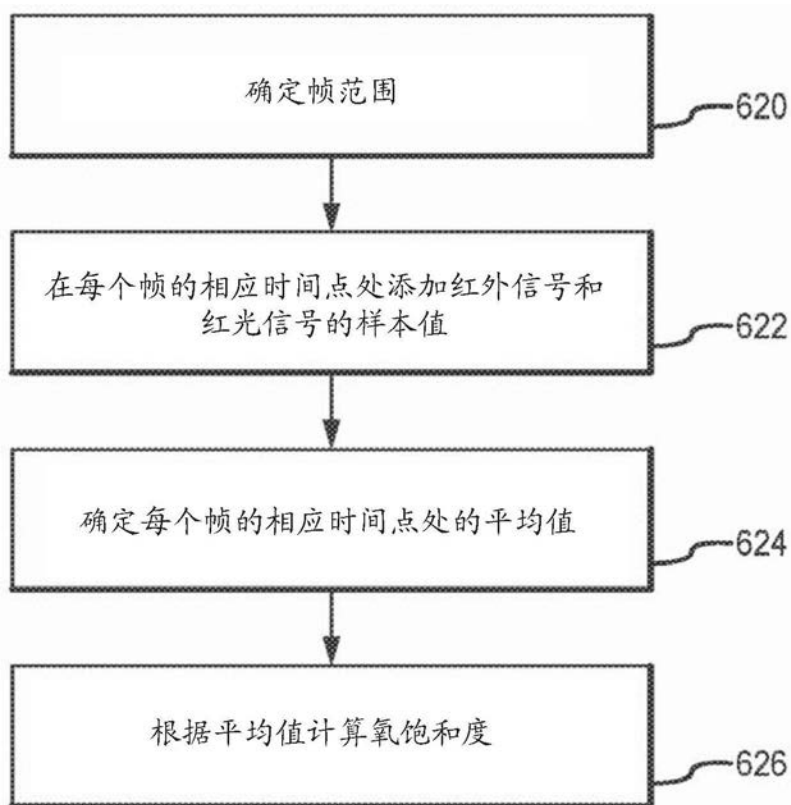 确定帧范围
620
在每个帧的相应时间点处添加红外信号和
红光信号的样本值
622
确定每个帧的相应时间点处的平均值
624
根据平均值计算氧饱和度
626